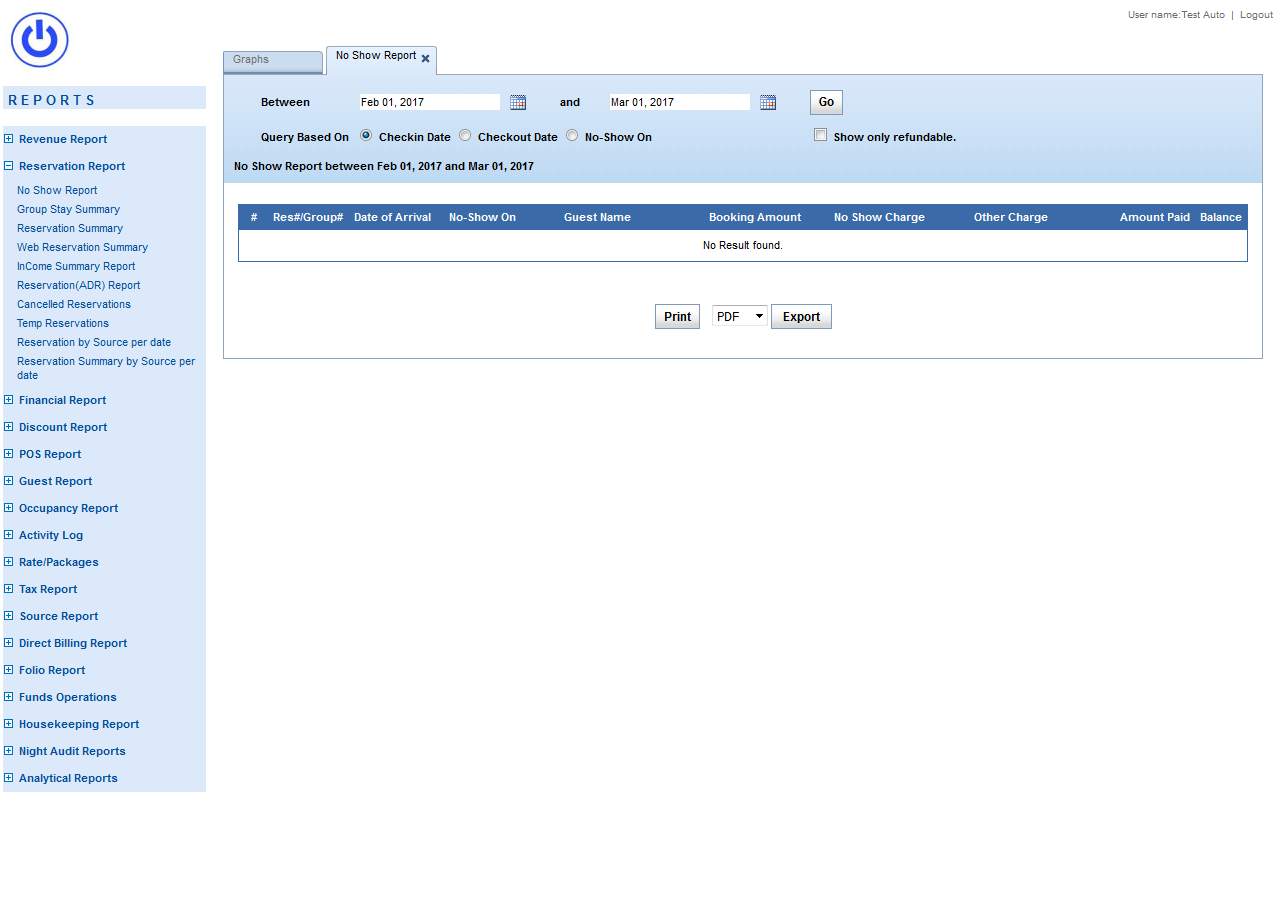 User name:Test Auto | Logout
Graphs
No Show Report
REPORTS
Between Feb 01, 2017 and Mar 01, 2017 Go
Query Based On Checkin Date Checkout Date No-Show On Show only refundable.
No Show Report between Feb 01, 2017 and Mar 01, 2017
# Res#/Group# Date of Arrival No-Show On Guest Name Booking Amount No Show Charge Other Charge Amount Paid Balance
No Result found.
Print PDF Export
Revenue Report
Reservation Report
No Show Report
Group Stay Summary
Reservation Summary
Web Reservation Summary
InCome Summary Report
Reservation(ADR) Report
Cancelled Reservations
Temp Reservations
Reservation by Source per date
Reservation Summary by Source per
date
Financial Report
Discount Report
POS Report
Guest Report
Occupancy Report
Activity Log
Rate/Packages
Tax Report
Source Report
Direct Billing Report
Folio Report
Funds Operations
Housekeeping Report
Night Audit Reports
Analytical Reports